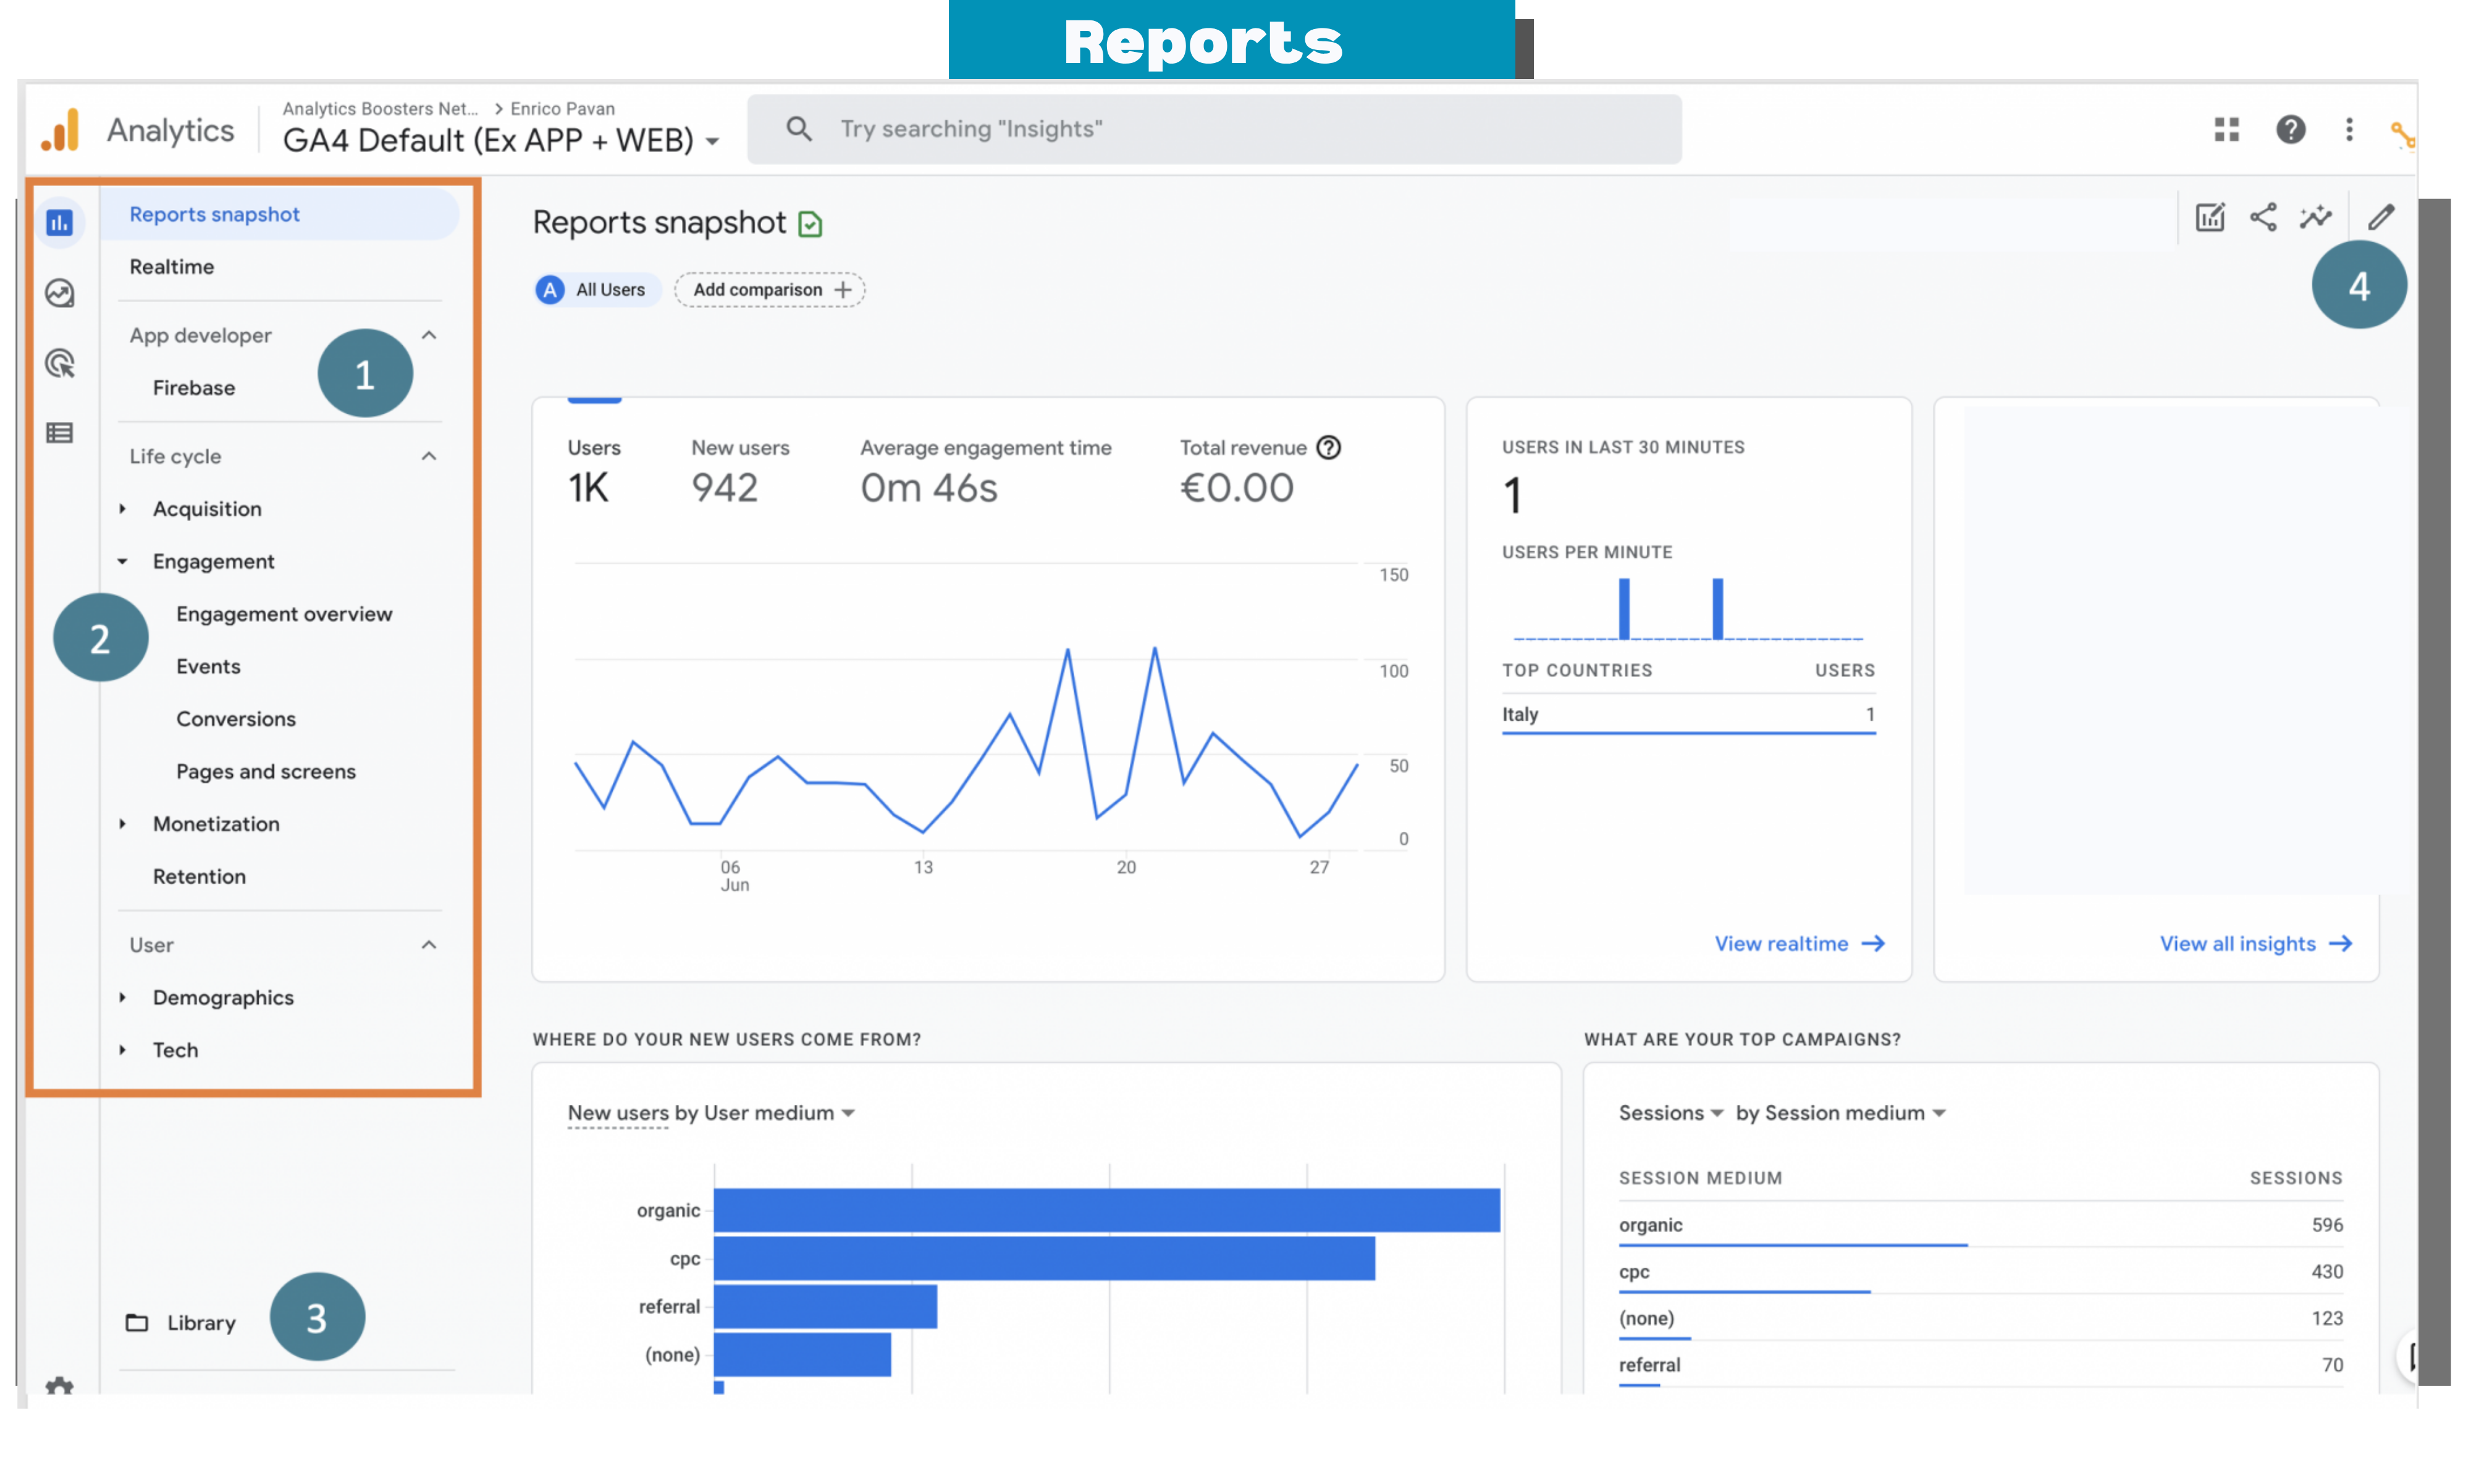 Reports
Analytics
Analytics Boosters Net... > Enrico Pavan
GA4 Default (Ex APP + WEB)
Try searching "Insights"
Reports snapshot
Realtime
App developer
1
Firebase
Life cycle
Acquisition
Engagement
2
Engagement overview
Events
Conversions
Pages and screens
Monetization
Retention
User
Demographics
Tech
Library
3
Reports snapshot
4
A All Users
Add comparison +
Users
1K
New users
942
Average engagement time
0m 46s
Total revenue ?
€0.00
150
100
50
0
06 13 20 27
Jun
USERS IN LAST 30 MINUTES
1
USERS PER MINUTE
TOP COUNTRIES USERS
Italy 1
View realtime →
View all insights →
WHERE DO YOUR NEW USERS COME FROM?
New users by User medium
organic
cpc
referral
(none)
WHAT ARE YOUR TOP CAMPAIGNS?
Sessions by Session medium
SESSION MEDIUM SESSIONS
organic 596
cpc 430
(none) 123
referral 70